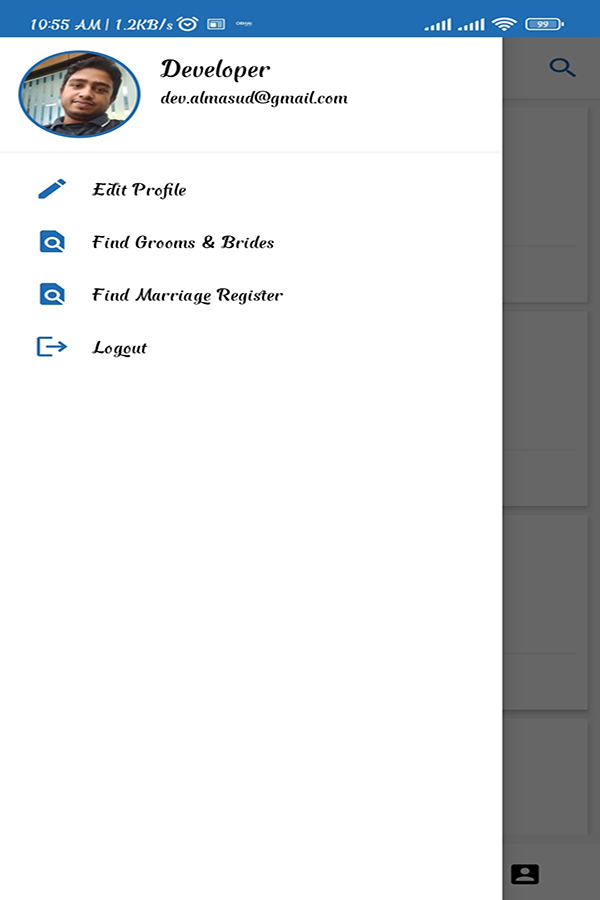 10:55 AM | 1.2KB/s
99
Developer
dev.almasud@gmail.com
Edit Profile
Find Grooms & Brides
Find Marriage Register
Logout